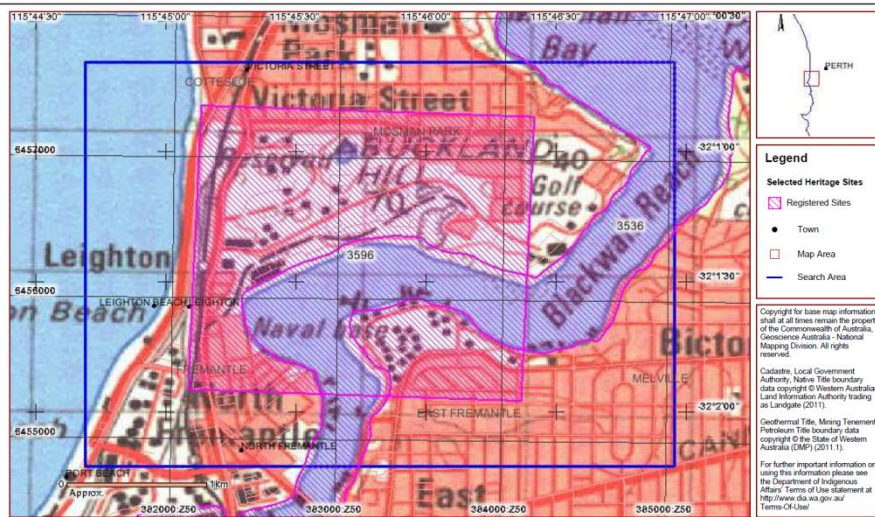 115°44'30" 115°45'00" 115°45'30" 115°46'00" 115°46'30" 115°47'00"
Mosman
Park
Bay
VICTORIA STREET
COTTESLOE
Victoria Street
MOSMAN PARK
6457000
-32°1'00"
BUCKLAND
HILL
40
Golf
course
Blackwall Reach
3536
3596
Leighton
-32°1'30"
6456000
LEIGHTON BEACH LEIGHTON
on Beach
Naval base
Bicto
FREMANTLE
MELVILLE
North
Fremantle
EAST FREMANTLE
-32°2'00"
6455000
NORTH FREMANTLE
PORT BEACH
0 1Km
Approx.
East
382000:Z50 383000:Z50 384000:Z50 385000:Z50
PERTH
Legend
Selected Heritage Sites
Registered Sites
Town
Map Area
Search Area
Copyright for base map information
shall at all times remain the propert
of the Commonwealth of Australia,
Geoscience Australia - National
Mapping Division. All rights
reserved.
Cadastre, Local Government
Authority, Native Title boundary
data copyright © Western Australia
Land Information Authority trading
as Landgate (2011).
Geothermal Title, Mining Tenement
Petroleum Title boundary data
copyright © the State of Western
Australia (DMP) (2011.1).
For further important information on
using this information please see
the Department of Indigenous
Affairs' Terms of Use statement at
http://www.dia.wa.gov.au/
Terms-Of-Use/